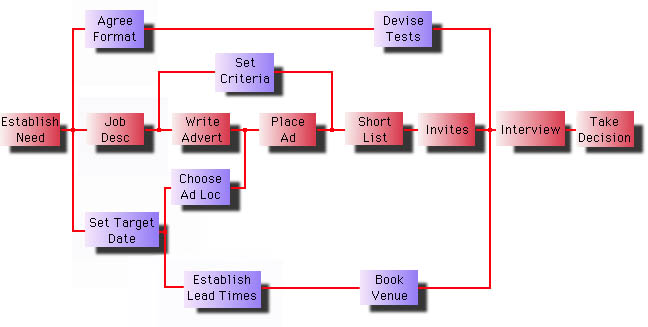 Agree
Format
Devise
Tests
Set
Criteria
Establish
Need
Job
Desc
Write
Advert
Place
Ad
Short
List
Invites
Interview
Take
Decision
Choose
Ad Loc
Set Target
Date
Establish
Lead Times
Book
Venue